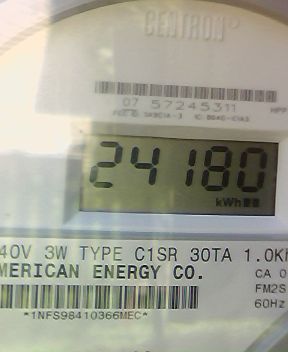 CENTRON®
07 57245311
24180
kWh
40V 3W TYPE C1SR 30TA 1.0K
MERICAN ENERGY CO.
CA 0
FM2S
60Hz
*1NFS98410366MEC*